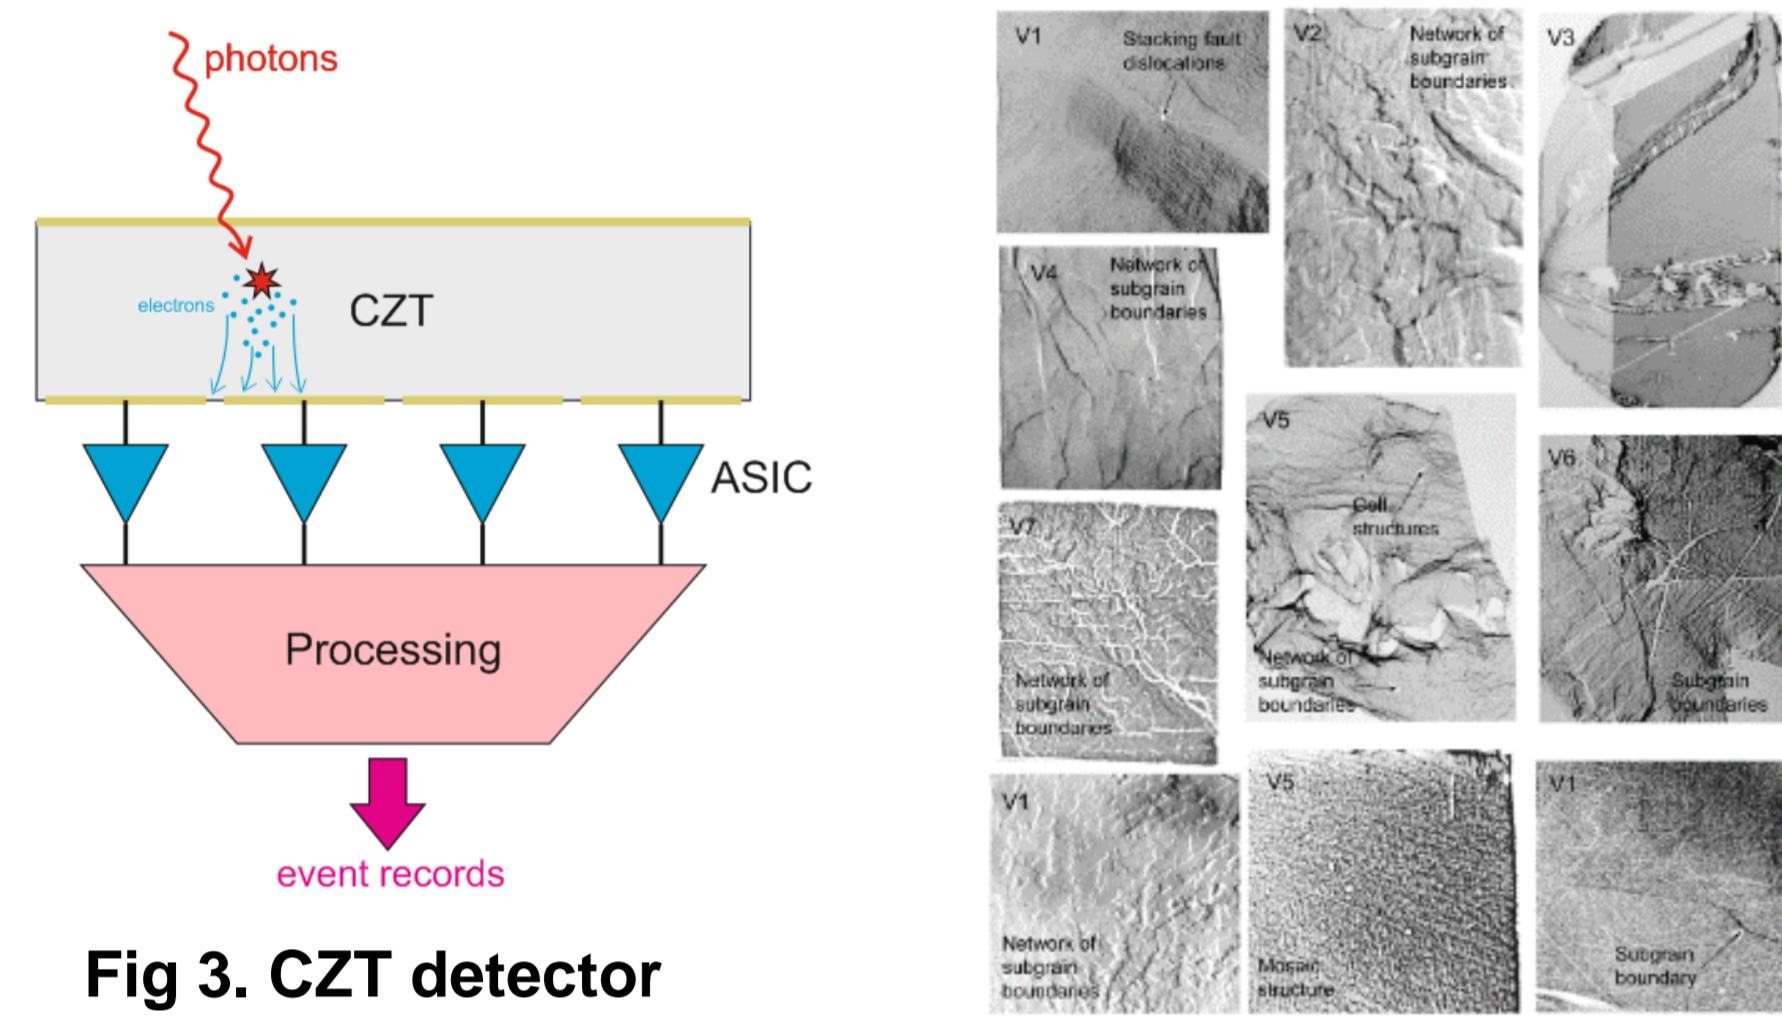 photons
electrons
CZT
ASIC
Processing
event records
Fig 3. CZT detector
V1
Stacking fault
dislocations
V2
Network of
subgrain
boundaries
V3
V4
Network of
subgrain
boundaries
V5
Cell
structures
Network of
subgrain
boundaries
V6
Subgrain
boundaries
V7
Network of
subgrain
boundaries
V1
Network of
subgrain
boundaries
V5
Mosaic
structure
V1
Subgrain
boundary